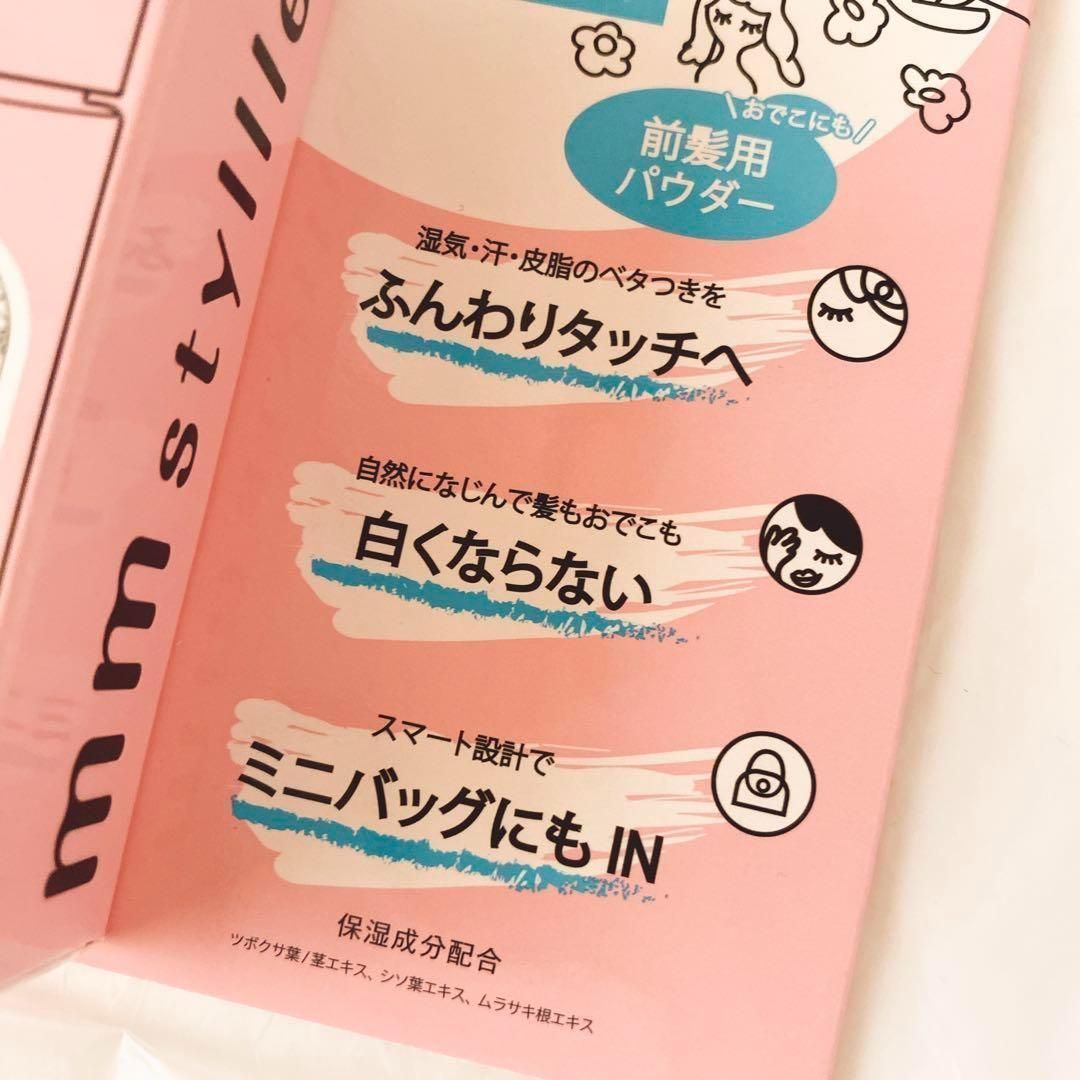 mm stylle
\おでこにも/
前髪用
パウダー
湿気・汗・皮脂のベタつきを
ふんわりタッチへ
自然になじんで髪もおでこも
白くならない
スマート設計で
ミニバッグにも IN
保湿成分配合
ツボクサ葉/茎エキス、シソ葉エキス、ムラサキ根エキス